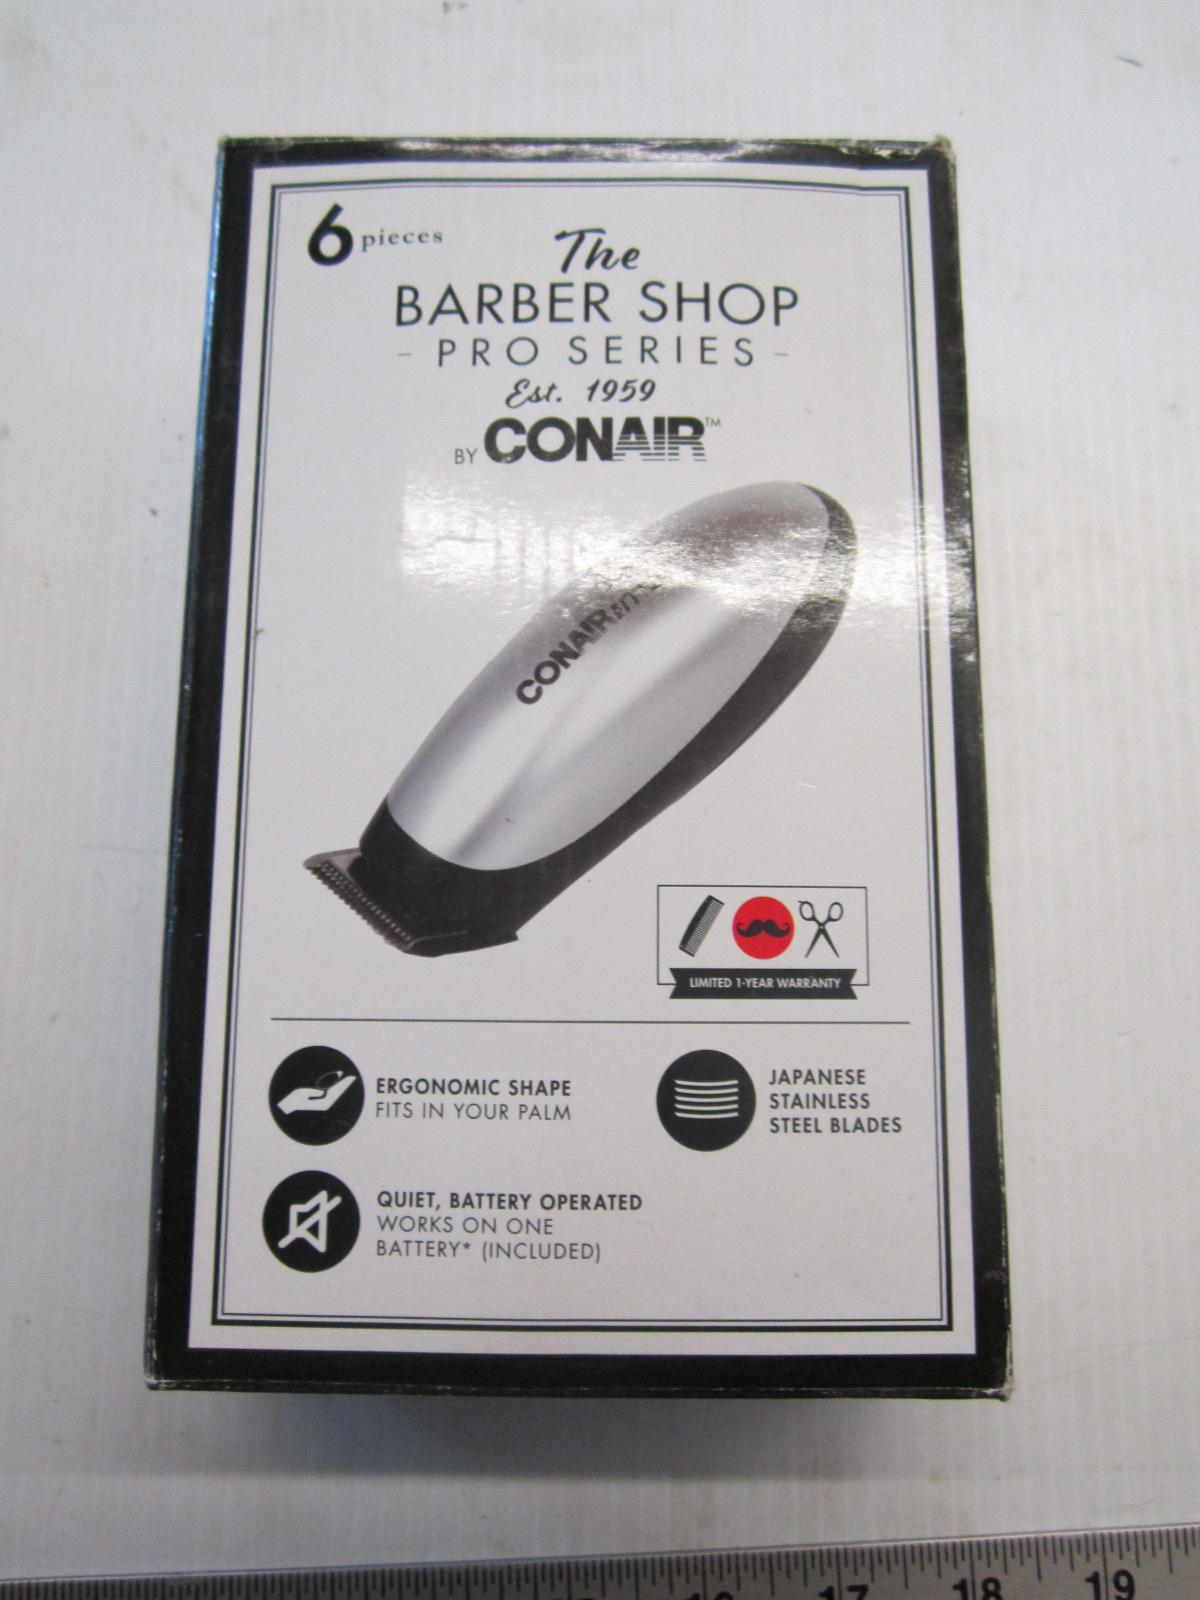 6 pieces
The
BARBER SHOP
- PRO SERIES -
Est. 1959
BY CONAIR™
CONAIR
LIMITED 1-YEAR WARRANTY
ERGONOMIC SHAPE
FITS IN YOUR PALM
JAPANESE
STAINLESS
STEEL BLADES
QUIET, BATTERY OPERATED
WORKS ON ONE
BATTERY* (INCLUDED)
17 18 19